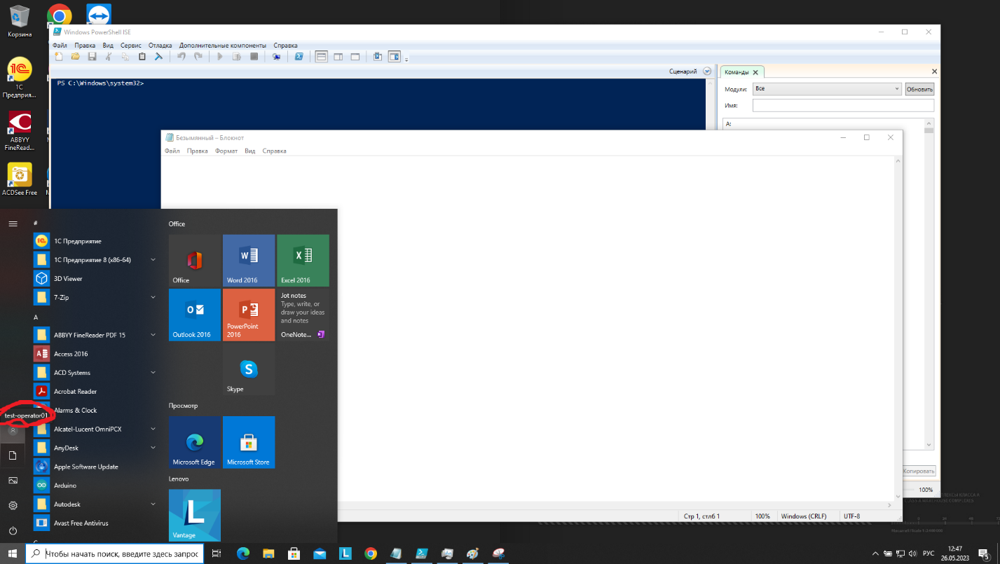 Корзина
1С
Предприя...
ABBYY
FineRead...
ACDSee Free
Windows PowerShell ISE
Файл Правка Вид Сервис Отладка Дополнительные компоненты Справка
Сценарий
PS C:\Windows\system32>
Команды
Модули: Все Обновить
Имя:
A:
Копировать
100%
Безымянный – Блокнот
Файл Правка Формат Вид Справка
Стр 1, стлб 1 100% Windows (CRLF) UTF-8
#
1С Предприятие
1С Предприятие 8 (x86-64)
3D Viewer
7-Zip
A
ABBYY FineReader PDF 15
Access 2016
ACD Systems
Acrobat Reader
Alarms & Clock
test-operator01
Alcatel-Lucent OmniPCX
AnyDesk
Apple Software Update
Arduino
Autodesk
Avast Free Antivirus
Office
Office
Word 2016
Excel 2016
Outlook 2016
PowerPoint
2016
Jot notes
Type, write, or
draw your ideas
and notes
OneNote...
Skype
Просмотр
Microsoft Edge
Microsoft Store
Lenovo
Vantage
Чтобы начать поиск, введите здесь запрос
РУС
12:47
26.05.2023
5